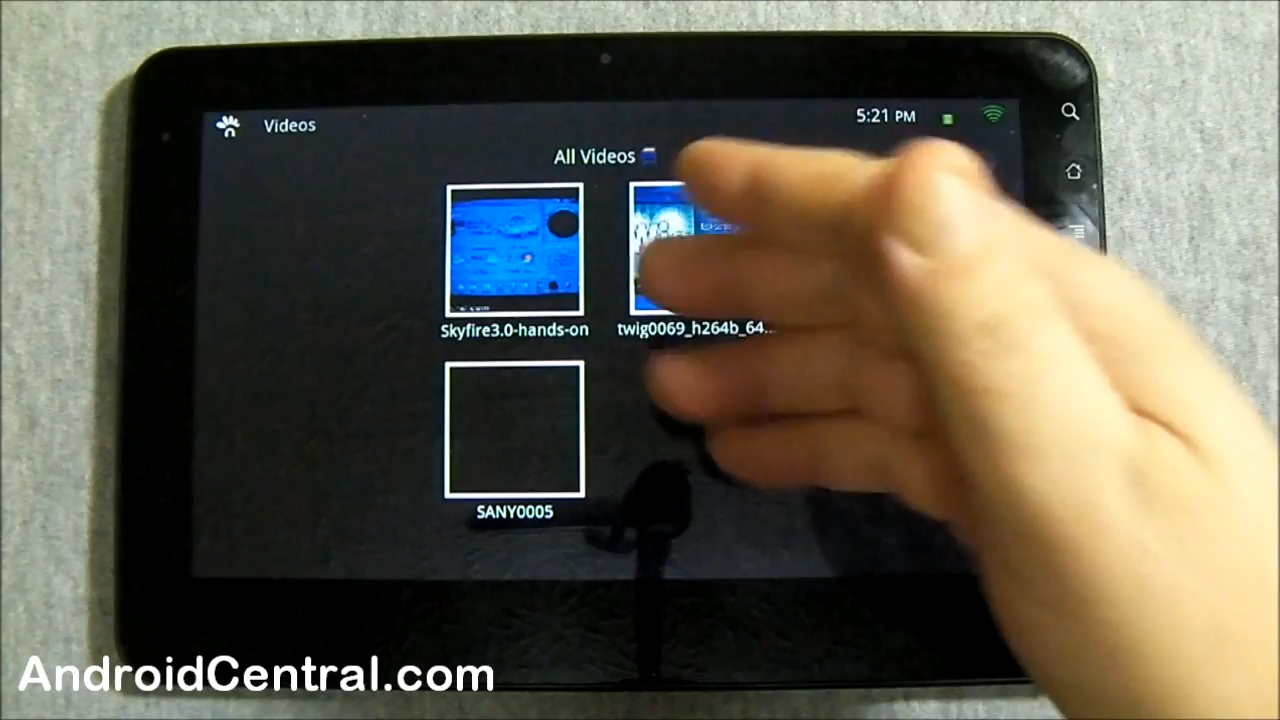 Videos
5:21 PM
All Videos
Skyfire3.0-hands-on
twig0069_h264b_64...
SANY0005
AndroidCentral.com